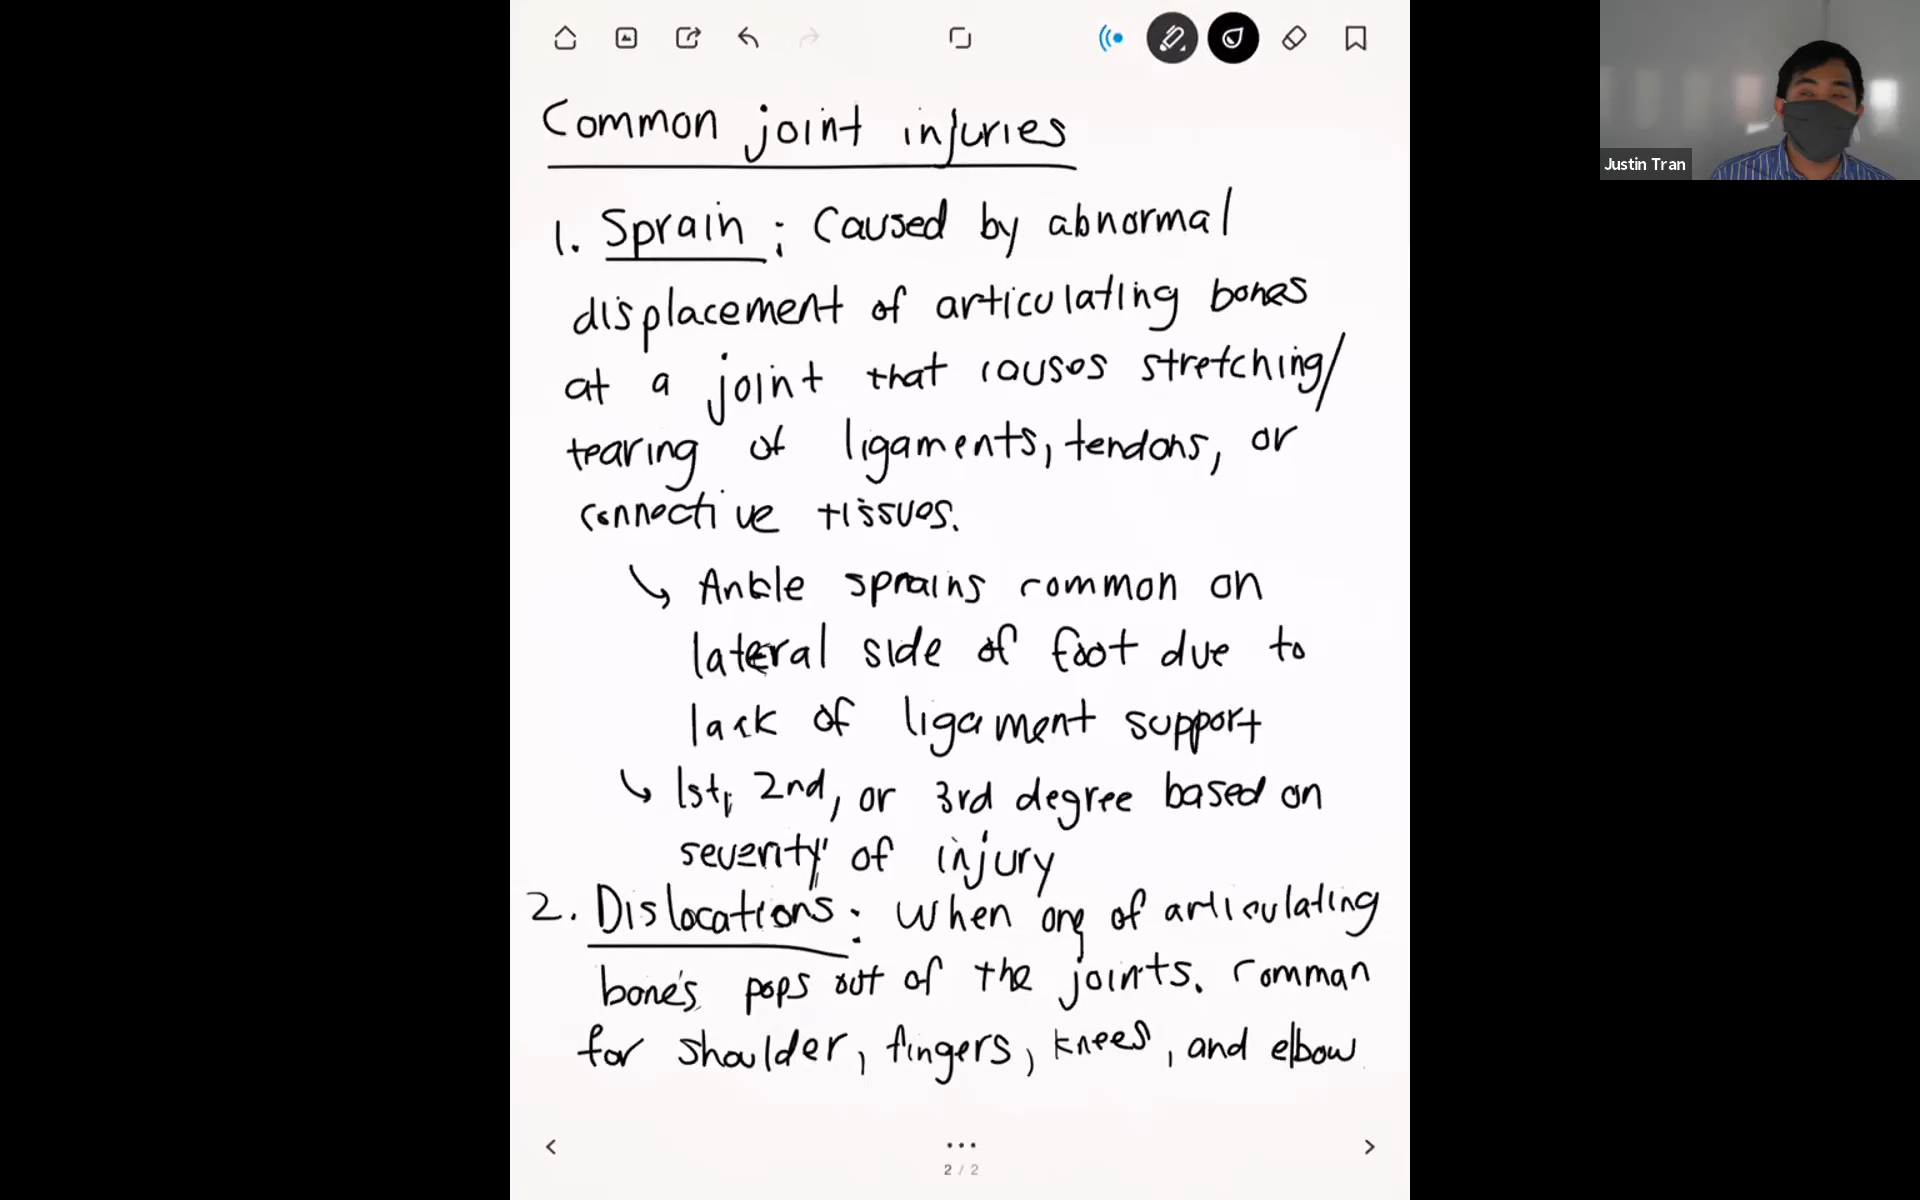 Common joint injuries
1. Sprain : Caused by abnormal
displacement of articulating bones
at a joint that causes stretching/
tearing of ligaments, tendons, or
connective tissues.
↳ Ankle sprains common on
lateral side of foot due to
lack of ligament support
↳ 1st, 2nd, or 3rd degree based on
severity of injury
2. Dislocations: When one of articulating
bones pops out of the joints. Common
for shoulder, fingers, knees, and elbow
2 / 2
Justin Tran